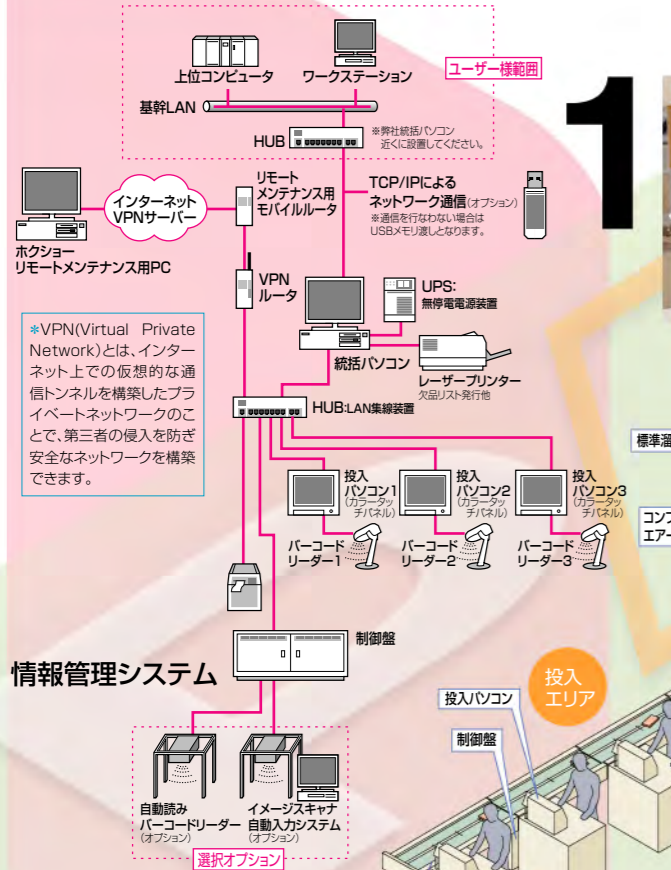 上位コンピュータ
ワークステーション
ユーザー様範囲
基幹LAN
HUB
※弊社統括パソコン
近くに設置してください。
リモート
メンテナンス用
モバイルルータ
TCP/IPによる
ネットワーク通信(オプション)
※通信を行なわない場合は
USBメモリ渡しとなります。
インターネット
VPNサーバー
ホクショー
リモートメンテナンス用PC
VPN
ルータ
UPS:
無停電電源装置
統括パソコン
レーザープリンター
欠品リスト発行他
*VPN(Virtual Private
Network)とは、インター
ネット上での仮想的な通
信トンネルを構築したプラ
イベートネットワークのこ
とで、第三者の侵入を防ぎ
安全なネットワークを構築
できます。
HUB:LAN集線装置
投入
パソコン1
(カラータッ
チパネル)
投入
パソコン2
(カラータッ
チパネル)
投入
パソコン3
(カラータッ
チパネル)
バーコード
リーダー1
バーコード
リーダー2
バーコード
リーダー3
制御盤
情報管理システム
自動読み
バーコードリーダー
(オプション)
イメージスキャナ
自動入力システム
(オプション)
選択オプション
1
標準溜
コンフ
エアー
投入
エリア
投入パソコン
制御盤